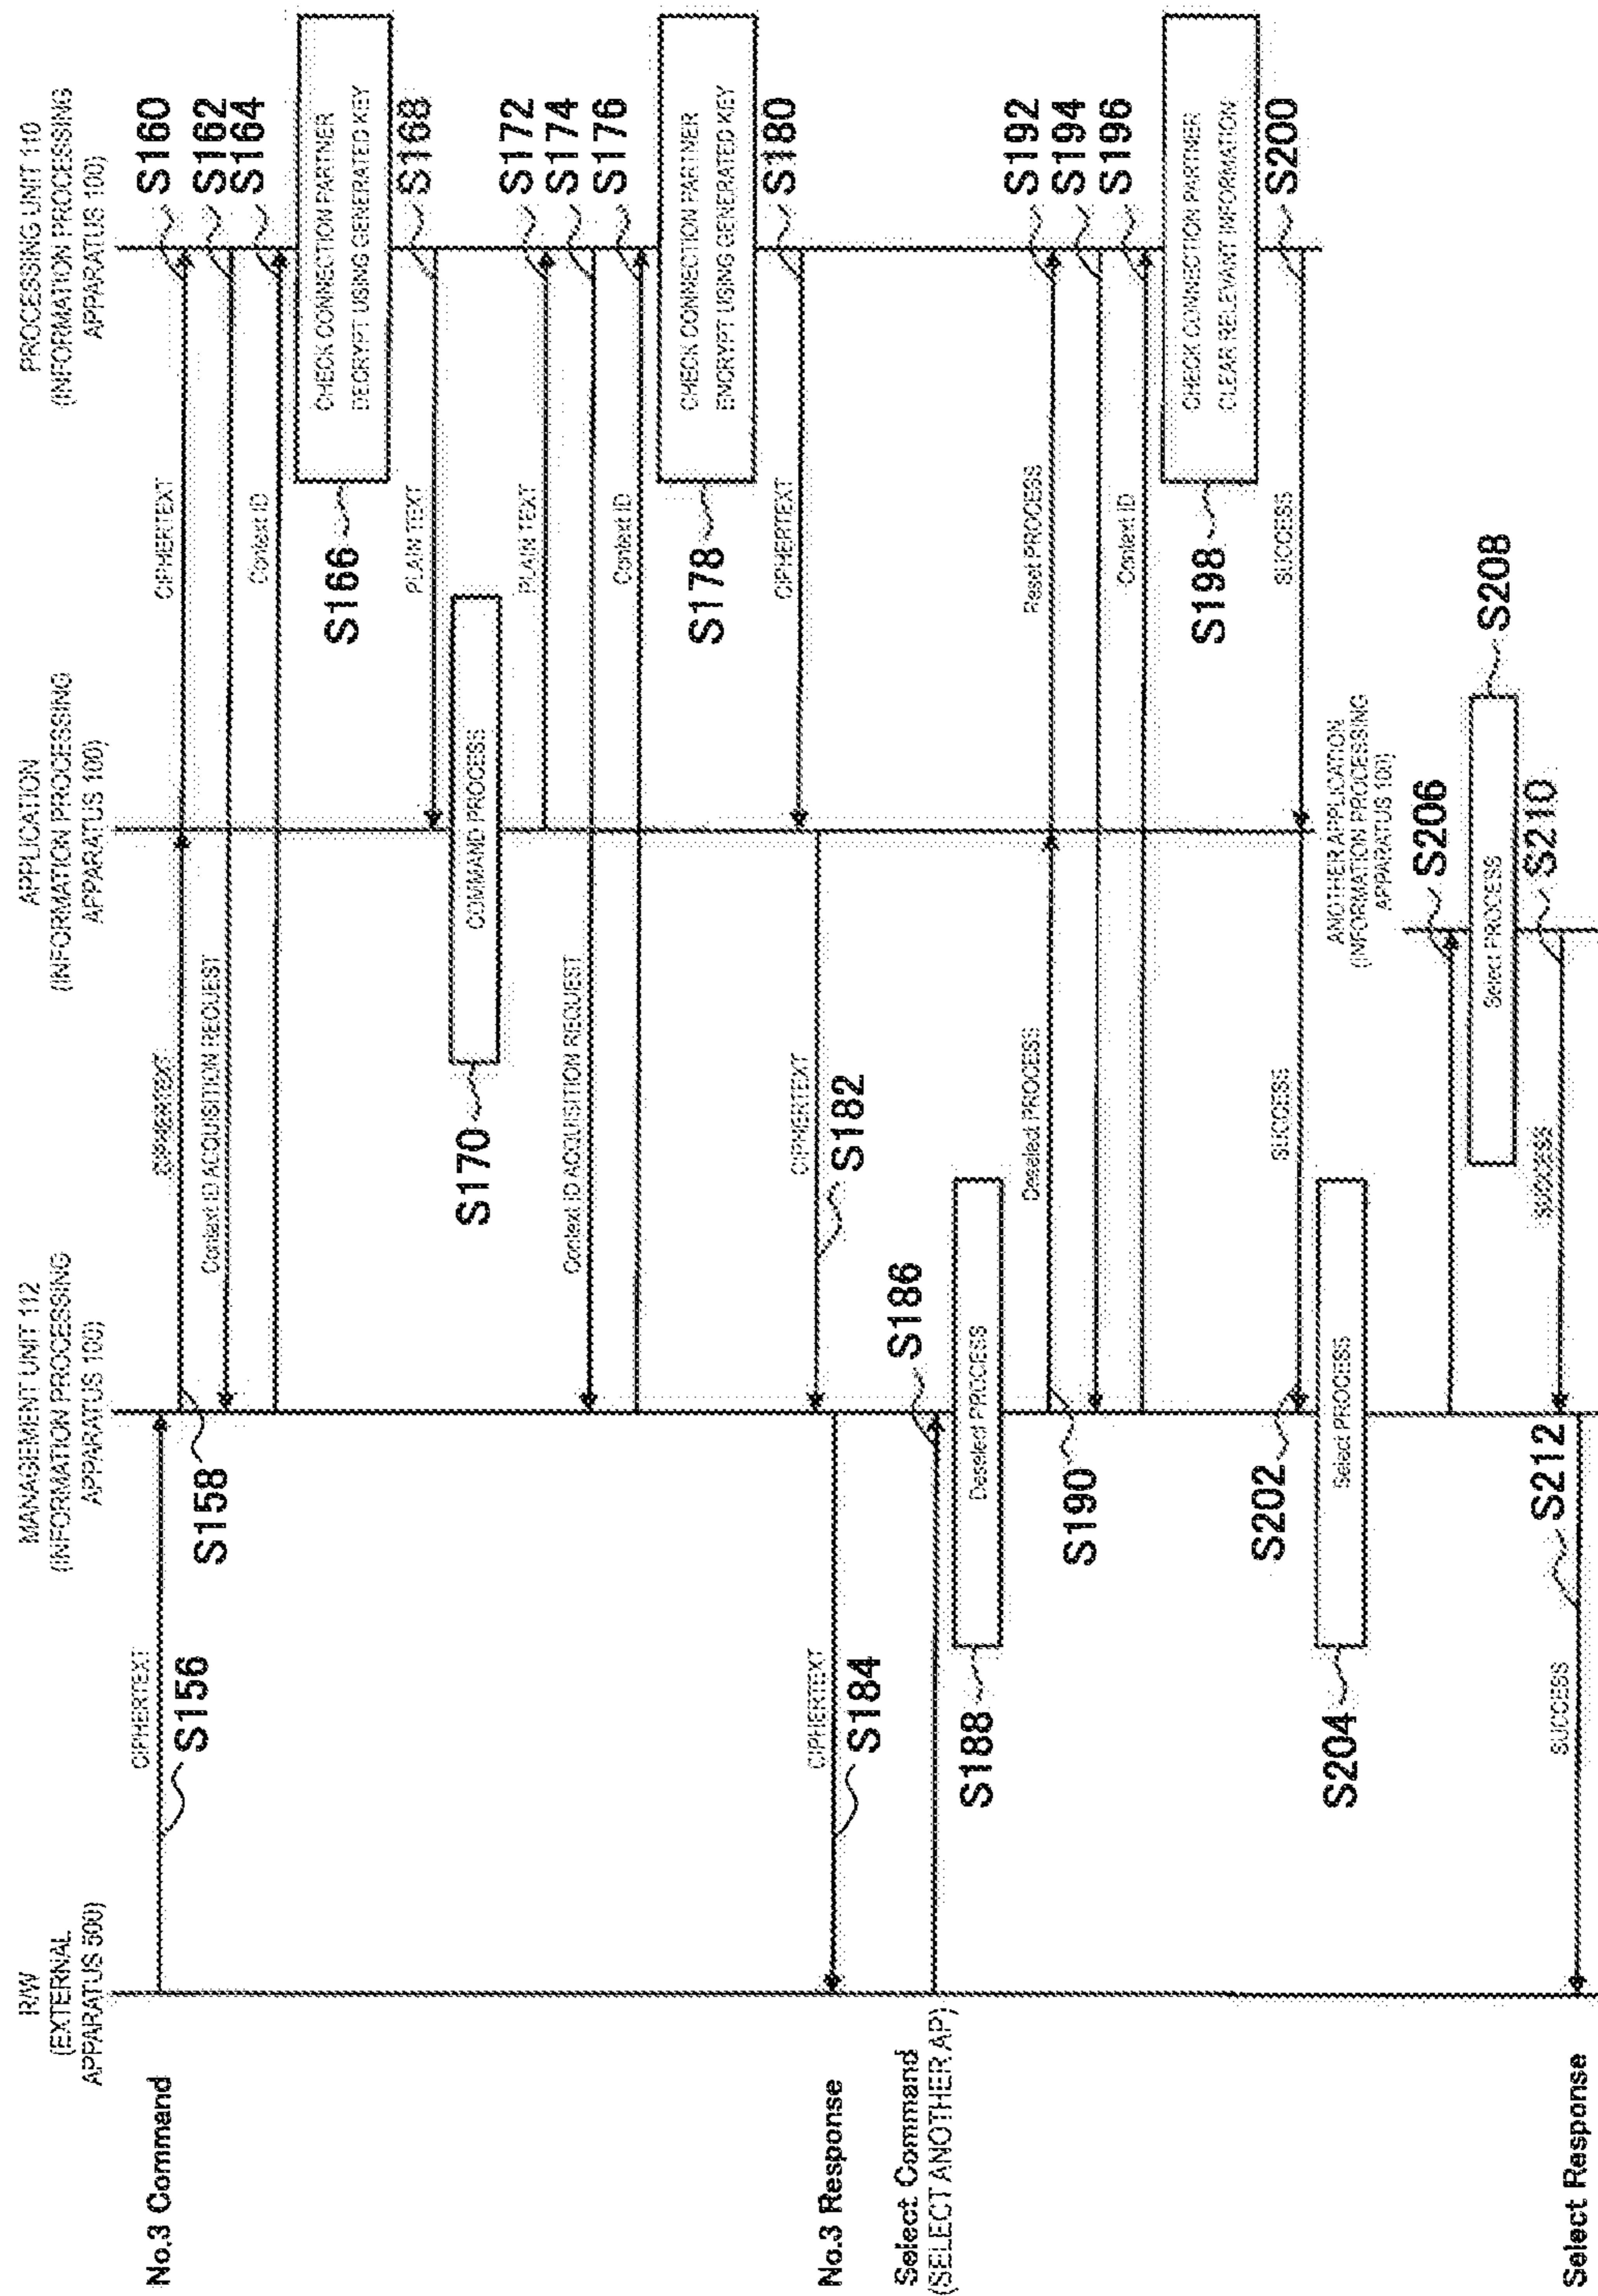 R/W
(EXTERNAL
APPARATUS 500)
MANAGEMENT UNIT 112
(INFORMATION PROCESSING
APPARATUS 100)
APPLICATION
(INFORMATION PROCESSING
APPARATUS 100)
PROCESSING UNIT 110
(INFORMATION PROCESSING
APPARATUS 100)
No.3 Command
CIPHERTEXT
S156
S158
CIPHERTEXT
CIPHERTEXT
S160
Context ID ACQUISITION REQUEST
S162
Context ID
S164
S166
CHECK CONNECTION PARTNER
DECRYPT USING GENERATED KEY
PLAIN TEXT
S168
S170
COMMAND PROCESS
PLAIN TEXT
S172
Context ID ACQUISITION REQUEST
S174
Context ID
S176
S178
CHECK CONNECTION PARTNER
ENCRYPT USING GENERATED KEY
CIPHERTEXT
S180
CIPHERTEXT
S182
No.3 Response
CIPHERTEXT
S184
Select Command
(SELECT ANOTHER AP)
S186
S188
Deselect PROCESS
S190
Deselect PROCESS
Reset PROCESS
S192
S194
Context ID
S196
S198
CHECK CONNECTION PARTNER
CLEAR RELEVANT INFORMATION
SUCCESS
S200
S202
SUCCESS
S204
Select PROCESS
ANOTHER APPLICATION
(INFORMATION PROCESSING
APPARATUS 100)
S206
Select PROCESS
S208
SUCCESS
S210
Select Response
SUCCESS
S212